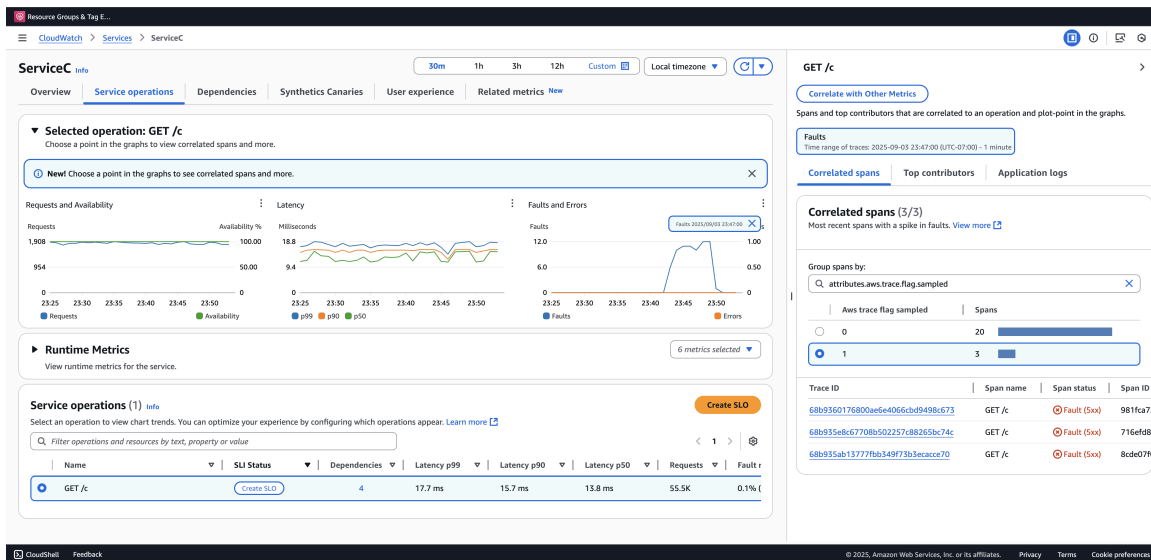 Resource Groups & Tag E...
CloudWatch > Services > ServiceC
ServiceC Info
30m 1h 3h 12h Custom Local timezone
Overview Service operations Dependencies Synthetics Canaries User experience Related metrics New
Selected operation: GET /c
Choose a point in the graphs to view correlated spans and more.
New! Choose a point in the graphs to see correlated spans and more.
Requests and Availability
Requests Availability %
1,908 100.00
954 50.00
0 0
23:25 23:30 23:35 23:40 23:45 23:50
Requests Availability
Latency
Milliseconds
18.8
9.4
0
23:25 23:30 23:35 23:40 23:45 23:50
p99 p90 p50
Faults and Errors
Faults
Faults 2025/09/03 23:47:00
12.0 1.00
6.0 0.50
0 0
23:25 23:30 23:35 23:40 23:45 23:50
Faults Errors
Runtime Metrics
View runtime metrics for the service.
6 metrics selected
Service operations (1) Info
Create SLO
Select an operation to view chart trends. You can optimize your experience by configuring which operations appear. Learn more
Filter operations and resources by text, property or value
1
Name SLI Status Dependencies Latency p99 Latency p90 Latency p50 Requests Fault r
GET /c Create SLO 4 17.7 ms 15.7 ms 13.8 ms 55.5K 0.1% (
GET /c
Correlate with Other Metrics
Spans and top contributors that are correlated to an operation and plot-point in the graphs.
Faults
Time range of traces: 2025-09-03 23:47:00 (UTC-07:00) - 1 minute
Correlated spans Top contributors Application logs
Correlated spans (3/3)
Most recent spans with a spike in faults. View more
Group spans by:
attributes.aws.trace.flag.sampled
Aws trace flag sampled Spans
0 20
1 3
Trace ID Span name Span status Span ID
68b9360176800ae6e4066cbd9498c673 GET /c Fault (5xx) 981fca7
68b935e8c67708b502257c88265bc74c GET /c Fault (5xx) 716efd8
68b935ab13777fbb349f73b3ecacce70 GET /c Fault (5xx) 8cde07f
CloudShell Feedback © 2025, Amazon Web Services, Inc. or its affiliates. Privacy Terms Cookie preferences